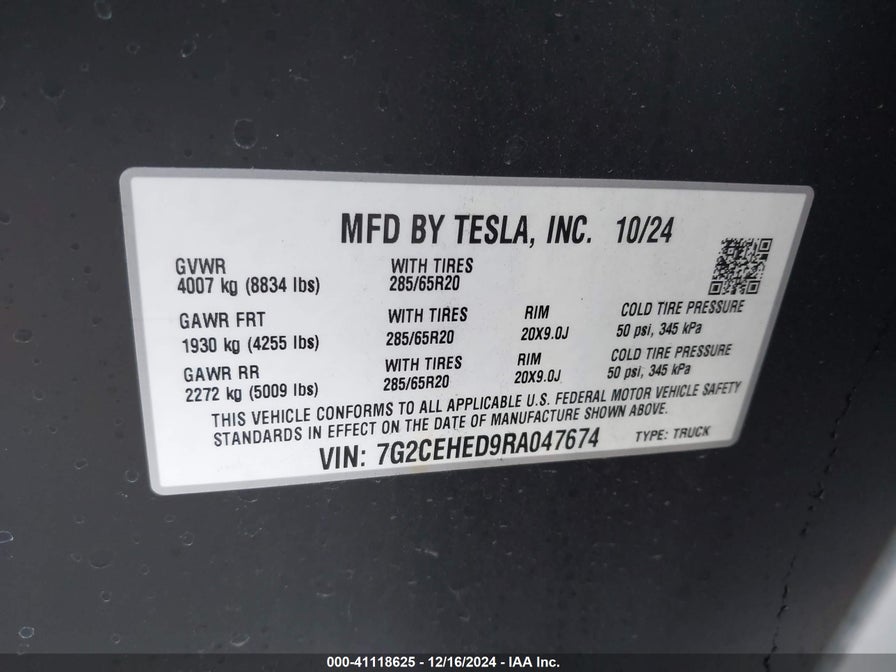 MFD BY TESLA, INC. 10/24
GVWR
4007 kg (8834 lbs)
WITH TIRES
285/65R20
GAWR FRT
1930 kg (4255 lbs)
WITH TIRES
285/65R20
RIM
20X9.0J
COLD TIRE PRESSURE
50 psi, 345 kPa
GAWR RR
2272 kg (5009 lbs)
WITH TIRES
285/65R20
RIM
20X9.0J
COLD TIRE PRESSURE
50 psi, 345 kPa
THIS VEHICLE CONFORMS TO ALL APPLICABLE U.S. FEDERAL MOTOR VEHICLE SAFETY
STANDARDS IN EFFECT ON THE DATE OF MANUFACTURE SHOWN ABOVE.
VIN: 7G2CEHED9RA047674
TYPE: TRUCK
000-41118625 - 12/16/2024 - IAA Inc.